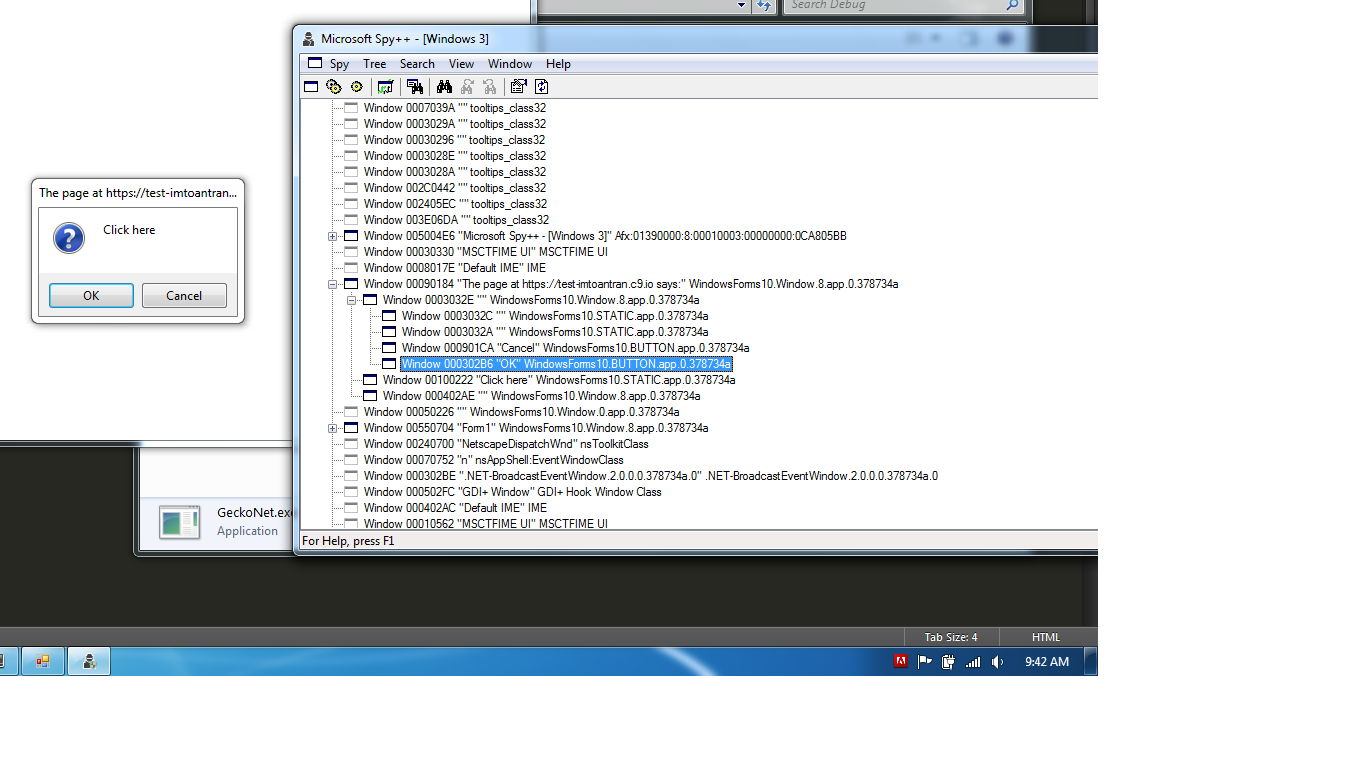 Search Debug
Microsoft Spy++ - [Windows 3]
Spy Tree Search View Window Help
Window 0007039A "" tooltips_class32
Window 0003029A "" tooltips_class32
Window 00030296 "" tooltips_class32
Window 0003028E "" tooltips_class32
Window 0003028A "" tooltips_class32
Window 002C0442 "" tooltips_class32
Window 002405EC "" tooltips_class32
Window 003E06DA "" tooltips_class32
Window 005004E6 "Microsoft Spy++ - [Windows 3]" Afx:01390000:8:00010003:00000000:0CA805BB
Window 00030330 "MSCTFIME UI" MSCTFIME UI
Window 0008017E "Default IME" IME
Window 00090184 "The page at https://test-imtoantran.c9.io says:" WindowsForms10.Window.8.app.0.378734a
Window 0003032E "" WindowsForms10.Window.8.app.0.378734a
Window 0003032C "" WindowsForms10.STATIC.app.0.378734a
Window 0003032A "" WindowsForms10.STATIC.app.0.378734a
Window 000901CA "Cancel" WindowsForms10.BUTTON.app.0.378734a
Window 000302B6 "OK" WindowsForms10.BUTTON.app.0.378734a
Window 00100222 "Click here" WindowsForms10.STATIC.app.0.378734a
Window 000402AE "" WindowsForms10.Window.8.app.0.378734a
Window 00050226 "" WindowsForms10.Window.0.app.0.378734a
Window 00550704 "Form1" WindowsForms10.Window.8.app.0.378734a
Window 00240700 "NetscapeDispatchWnd" nsToolkitClass
Window 00070752 "n" nsAppShell:EventWindowClass
Window 000302BE ".NET-BroadcastEventWindow.2.0.0.0.378734a.0" .NET-BroadcastEventWindow.2.0.0.0.378734a.0
Window 000502FC "GDI+ Window" GDI+ Hook Window Class
Window 000402AC "Default IME" IME
Window 00010562 "MSCTFIME UI" MSCTFIME UI
For Help, press F1
The page at https://test-imtoantran...
Click here
OK Cancel
GeckoNet.exe
Application
Tab Size: 4 HTML
9:42 AM